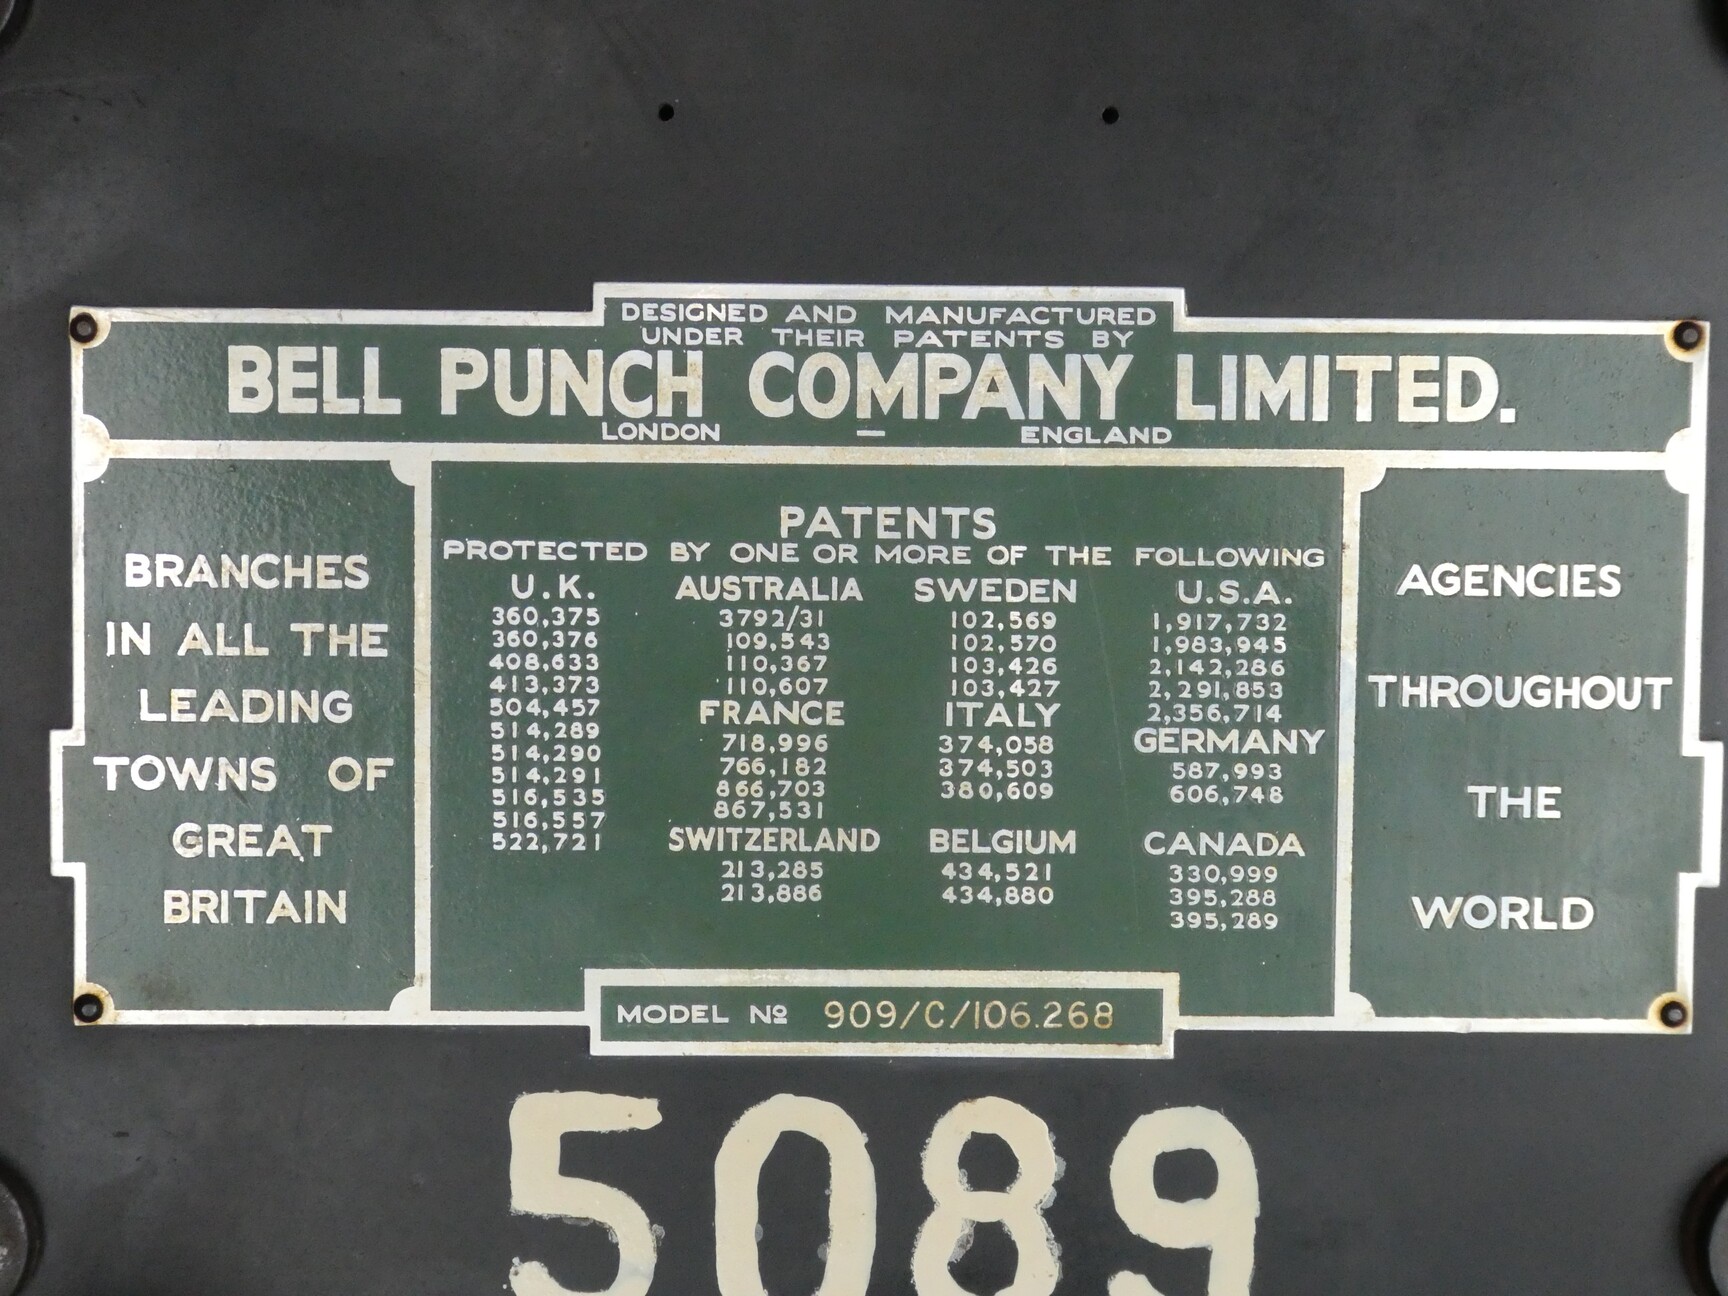 DESIGNED AND MANUFACTURED
UNDER THEIR PATENTS BY
BELL PUNCH COMPANY LIMITED.
LONDON — ENGLAND
BRANCHES
IN ALL THE
LEADING
TOWNS OF
GREAT
BRITAIN
PATENTS
PROTECTED BY ONE OR MORE OF THE FOLLOWING
U.K.
360,375
360,376
408,633
413,373
504,457
514,289
514,290
514,291
516,535
516,557
522,721
AUSTRALIA
3792/31
109,543
110,367
110,607
FRANCE
718,996
766,182
866,703
867,531
SWITZERLAND
213,285
213,886
SWEDEN
102,569
102,570
103,426
103,427
ITALY
374,058
374,503
380,609
BELGIUM
434,521
434,880
U.S.A.
1,917,732
1,983,945
2,142,286
2,291,853
2,356,714
GERMANY
587,993
606,748
CANADA
330,999
395,288
395,289
AGENCIES
THROUGHOUT
THE
WORLD
MODEL Nº 909/C/106.268
5089